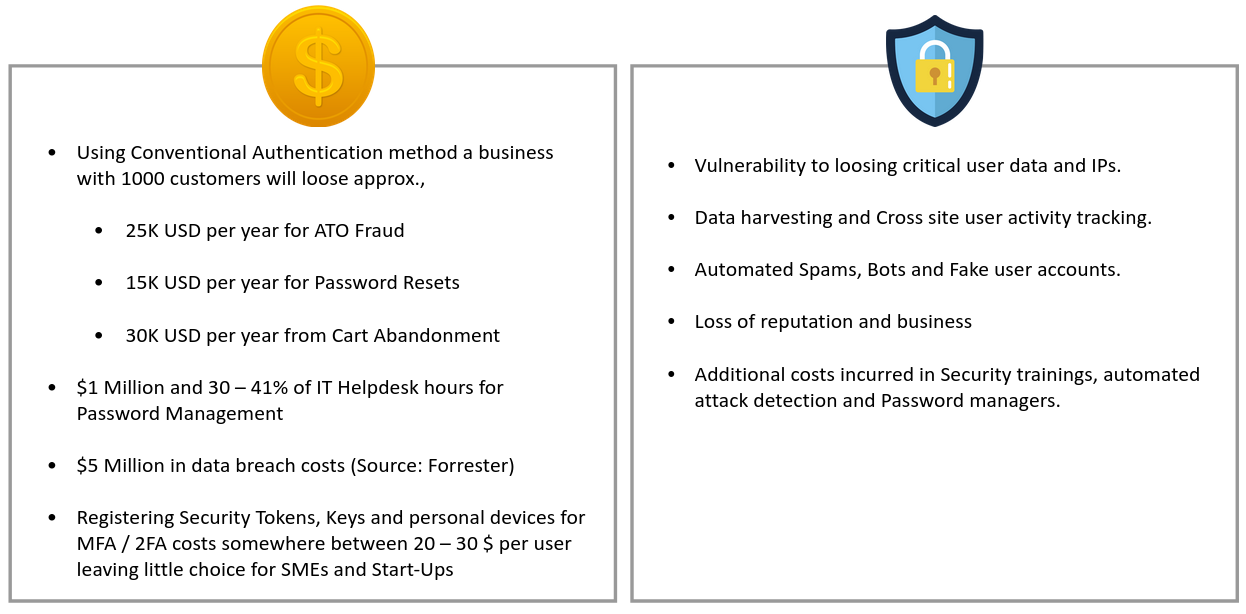 • Using Conventional Authentication method a business
with 1000 customers will loose approx.,
• 25K USD per year for ATO Fraud
• 15K USD per year for Password Resets
• 30K USD per year from Cart Abandonment
• $1 Million and 30 – 41% of IT Helpdesk hours for
Password Management
• $5 Million in data breach costs (Source: Forrester)
• Registering Security Tokens, Keys and personal devices for
MFA / 2FA costs somewhere between 20 – 30 $ per user
leaving little choice for SMEs and Start-Ups
• Vulnerability to loosing critical user data and IPs.
• Data harvesting and Cross site user activity tracking.
• Automated Spams, Bots and Fake user accounts.
• Loss of reputation and business
• Additional costs incurred in Security trainings, automated
attack detection and Password managers.